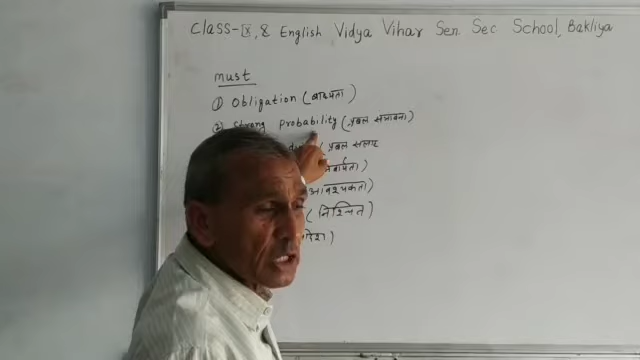 Class-IX, 8 English Vidya Vihar Sen Sec School, Bakliya
must
① Obligation (बाध्यता)
② Strong Probability (प्रबल संभावना)
( प्रबल सलाह
आवश्यकता)
( निश्चित )